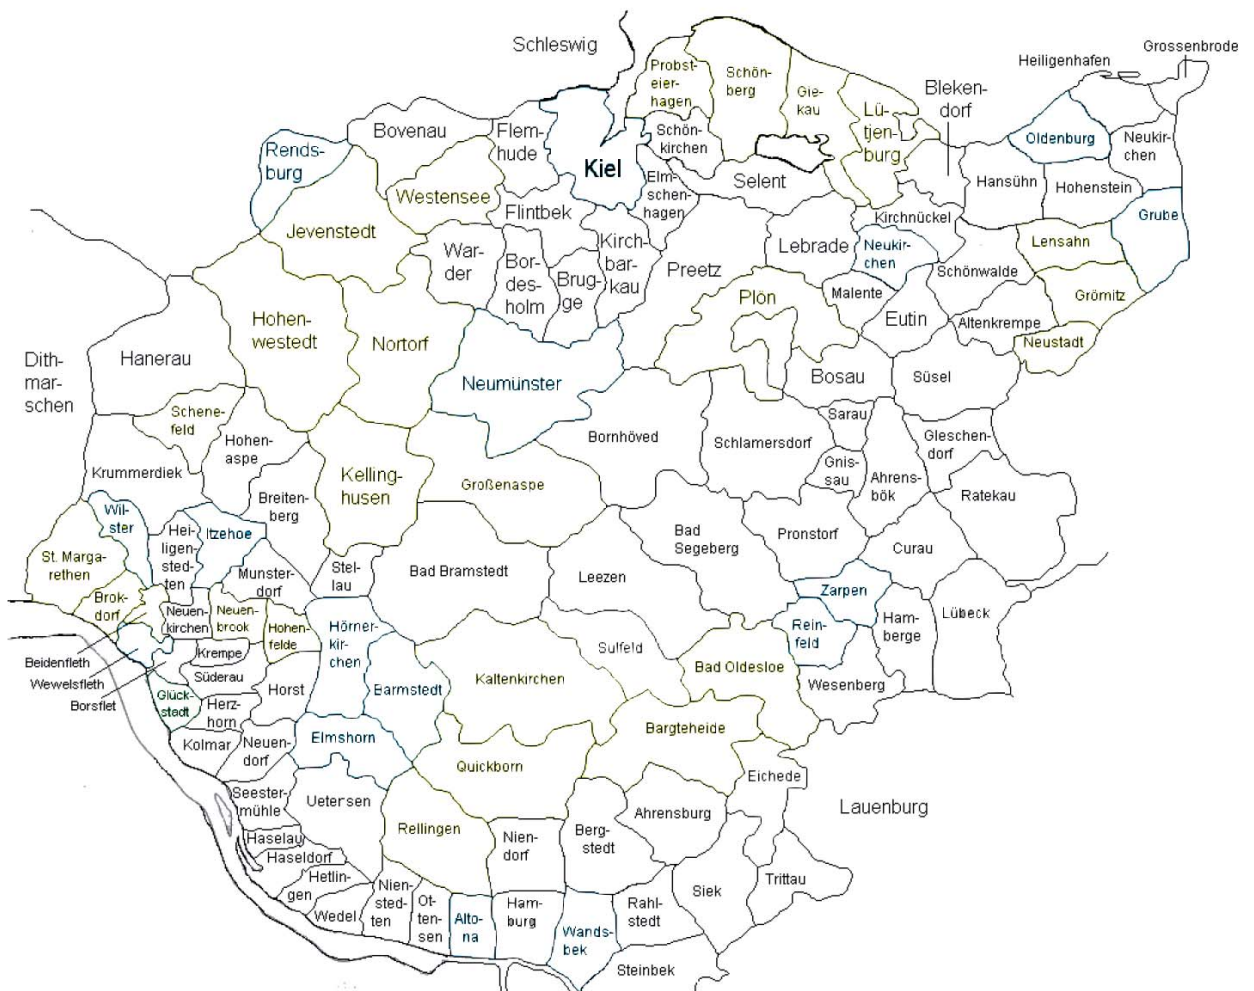 Schleswig
Grossenbrode
Heiligenhafen
Probst-
eier-
hagen
Schön-
berg
Gie-
kau
Lü-
tjen-
burg
Bleken-
dorf
Oldenburg
Neukir-
chen
Bovenau
Flem-
hude
Kiel
Schön-
kirchen
Rends-
burg
Westensee
Elm-
schen-
hagen
Selent
Hansühn
Hohenstein
Grube
Flintbek
Kirchnückel
Jevenstedt
War-
der
Bor-
des-
holm
Brug-
ge
Kirch-
bar-
kau
Preetz
Lebrade
Neukir-
chen
Lensahn
Schönwalde
Malente
Plön
Grömitz
Eutin
Altenkrempe
Hohen-
westedt
Nortorf
Neustadt
Dith-
mar-
schen
Hanerau
Neumünster
Bosau
Süsel
Schene-
feld
Hohen-
aspe
Bornhöved
Schlamersdorf
Sarau
Gleschen-
dorf
Krummerdiek
Gnis-
sau
Ahrens-
bök
Kelling-
husen
Großenaspe
Ratekau
Breiten-
berg
Wil-
ster
Hei-
ligen-
sted-
ten
Itzehoe
Bad
Segeberg
Pronstorf
Curau
St. Marga-
rethen
Munster-
dorf
Stel-
lau
Bad Bramstedt
Leezen
Zarpen
Brok-
dorf
Neuen-
kirchen
Neuen-
brook
Hohen-
felde
Hörner-
kir-
chen
Rein-
feld
Ham-
berge
Lübeck
Sulfeld
Krempe
Beidenfleth
Wewelsfleth
Borsflet
Süderau
Bad Oldesloe
Kaltenkirchen
Wesenberg
Glück-
stadt
Herz-
horn
Horst
Barmstedt
Kolmar
Neuen-
dorf
Elmshorn
Bargteheide
Quickborn
Eichede
Seester-
mühle
Uetersen
Ahrensburg
Lauenburg
Haselau
Rellingen
Nien-
dorf
Berg-
stedt
Haseldorf
Hetlin-
gen
Trittau
Siek
Wedel
Nien-
sted-
ten
Ot-
ten-
sen
Alto-
na
Ham-
burg
Wands-
bek
Rahl-
stedt
Steinbek